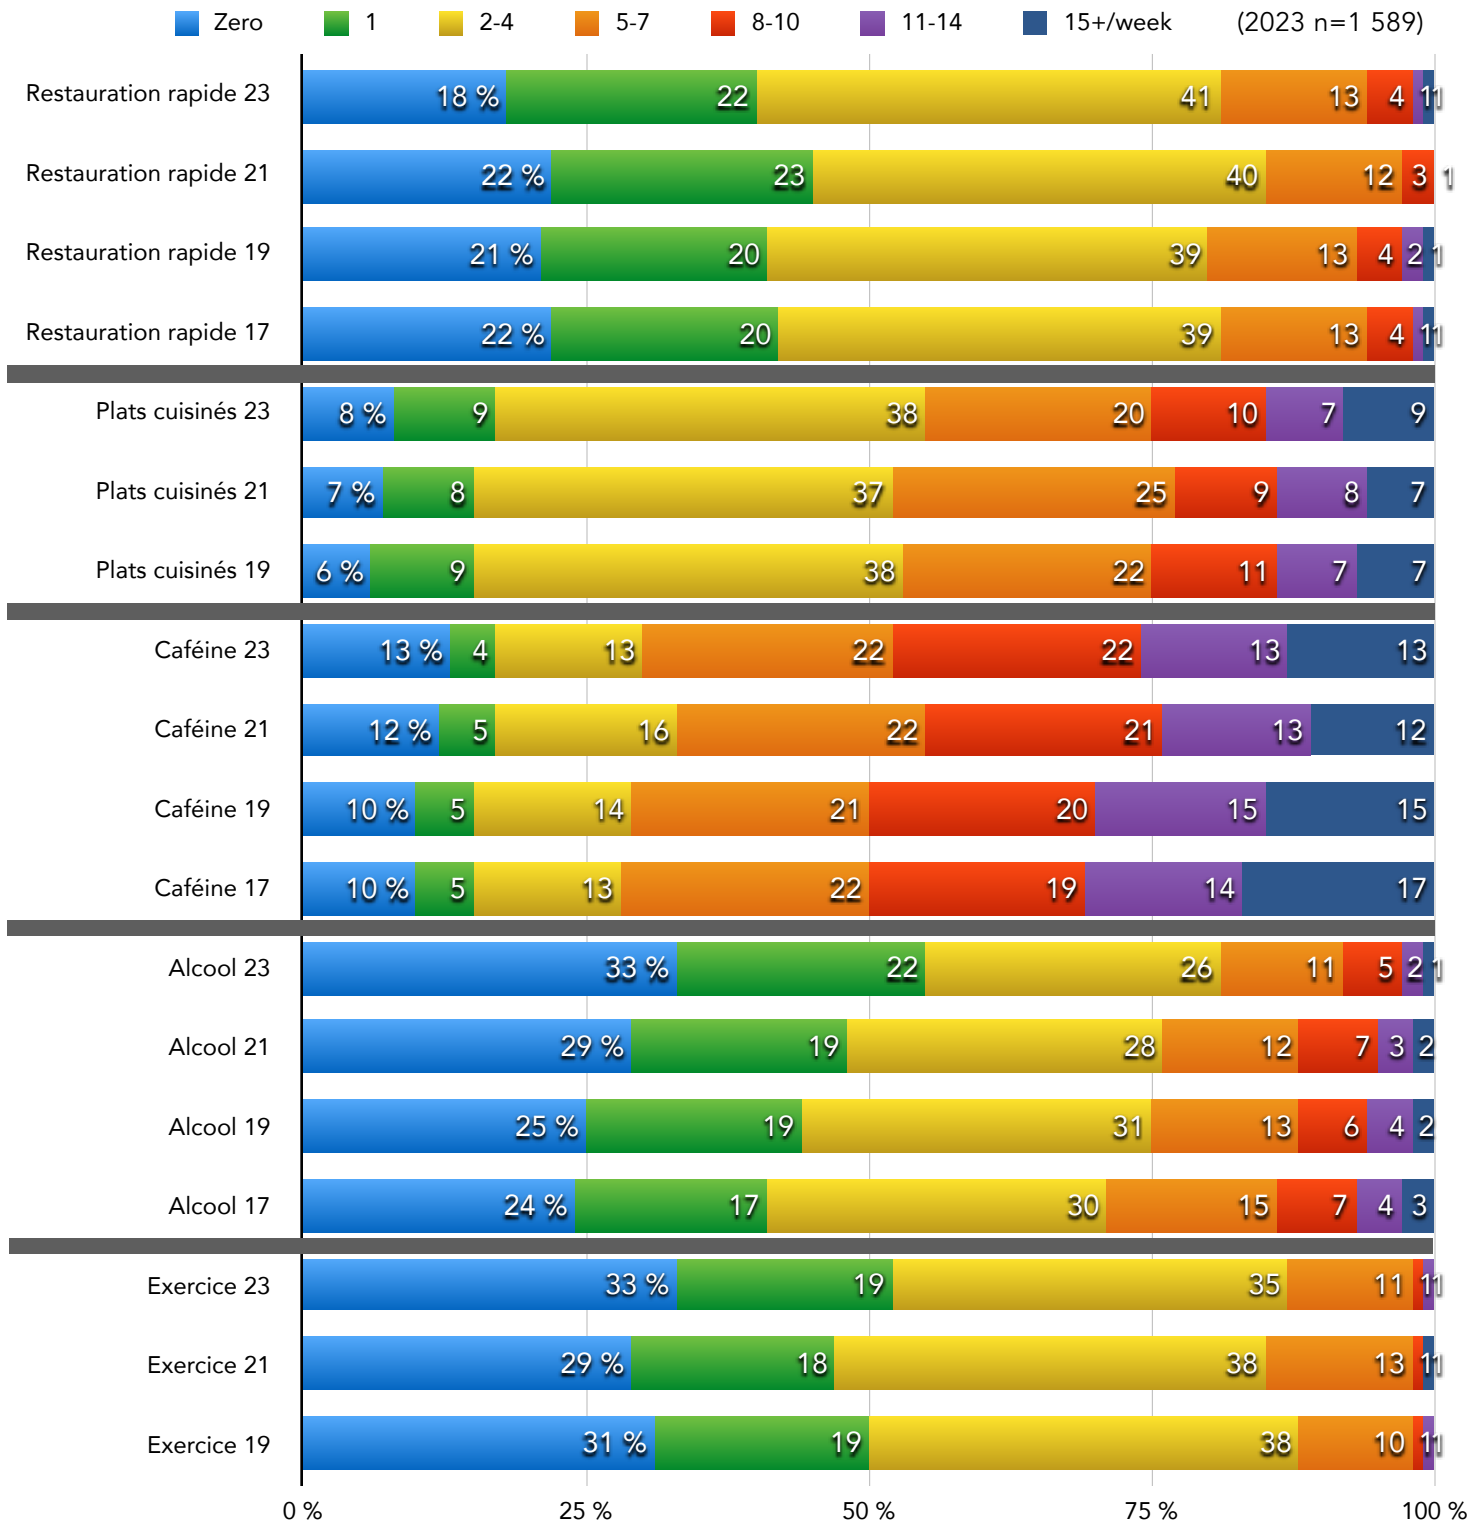 Zero 1 2-4 5-7 8-10 11-14 15+/week (2023 n=1 589)
Restauration rapide 23 18 % 22 41 13 4 1 1
Restauration rapide 21 22 % 23 40 12 3 1
Restauration rapide 19 21 % 20 39 13 4 2 1
Restauration rapide 17 22 % 20 39 13 4 1 1
Plats cuisinés 23 8 % 9 38 20 10 7 9
Plats cuisinés 21 7 % 8 37 25 9 8 7
Plats cuisinés 19 6 % 9 38 22 11 7 7
Caféine 23 13 % 4 13 22 22 13 13
Caféine 21 12 % 5 16 22 21 13 12
Caféine 19 10 % 5 14 21 20 15 15
Caféine 17 10 % 5 13 22 19 14 17
Alcool 23 33 % 22 26 11 5 2 1
Alcool 21 29 % 19 28 12 7 3 2
Alcool 19 25 % 19 31 13 6 4 2
Alcool 17 24 % 17 30 15 7 4 3
Exercice 23 33 % 19 35 11 1 1
Exercice 21 29 % 18 38 13 1 1
Exercice 19 31 % 19 38 10 1 1
0 % 25 % 50 % 75 % 100 %